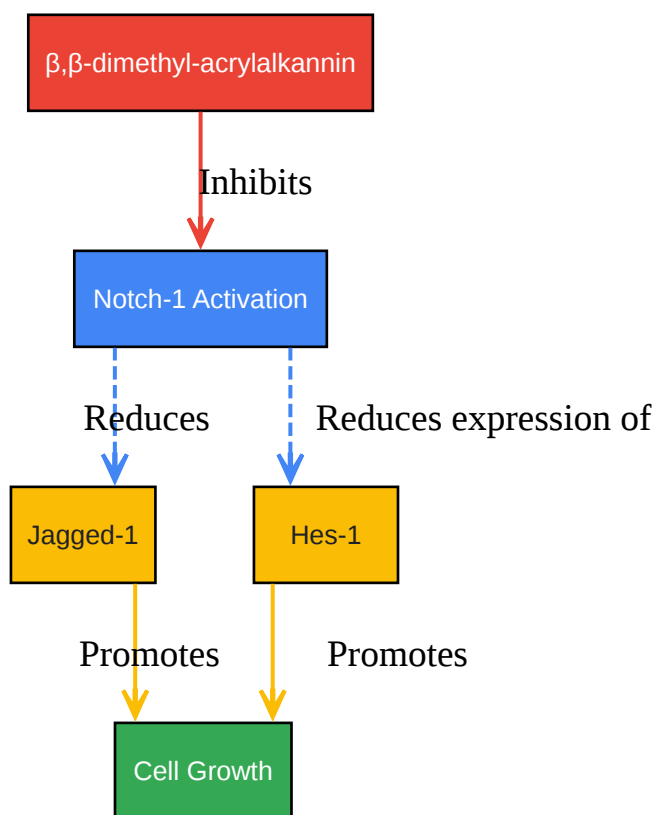 β,β-dimethyl-acrylalkannin
Inhibits
Notch-1 Activation
Reduces
Reduces expression of
Jagged-1
Hes-1
Promotes
Promotes
Cell Growth